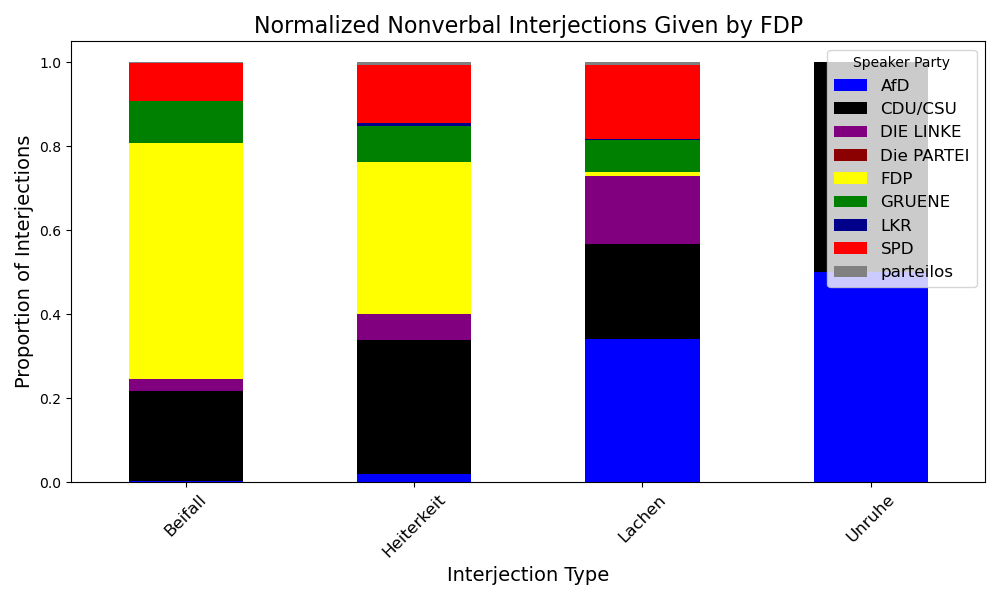 Normalized Nonverbal Interjections Given by FDP
Proportion of Interjections
1.0
0.8
0.6
0.4
0.2
0.0
Speaker Party
AfD
CDU/CSU
DIE LINKE
Die PARTEI
FDP
GRUENE
LKR
SPD
parteilos
Beifall
Heiterkeit
Lachen
Unruhe
Interjection Type